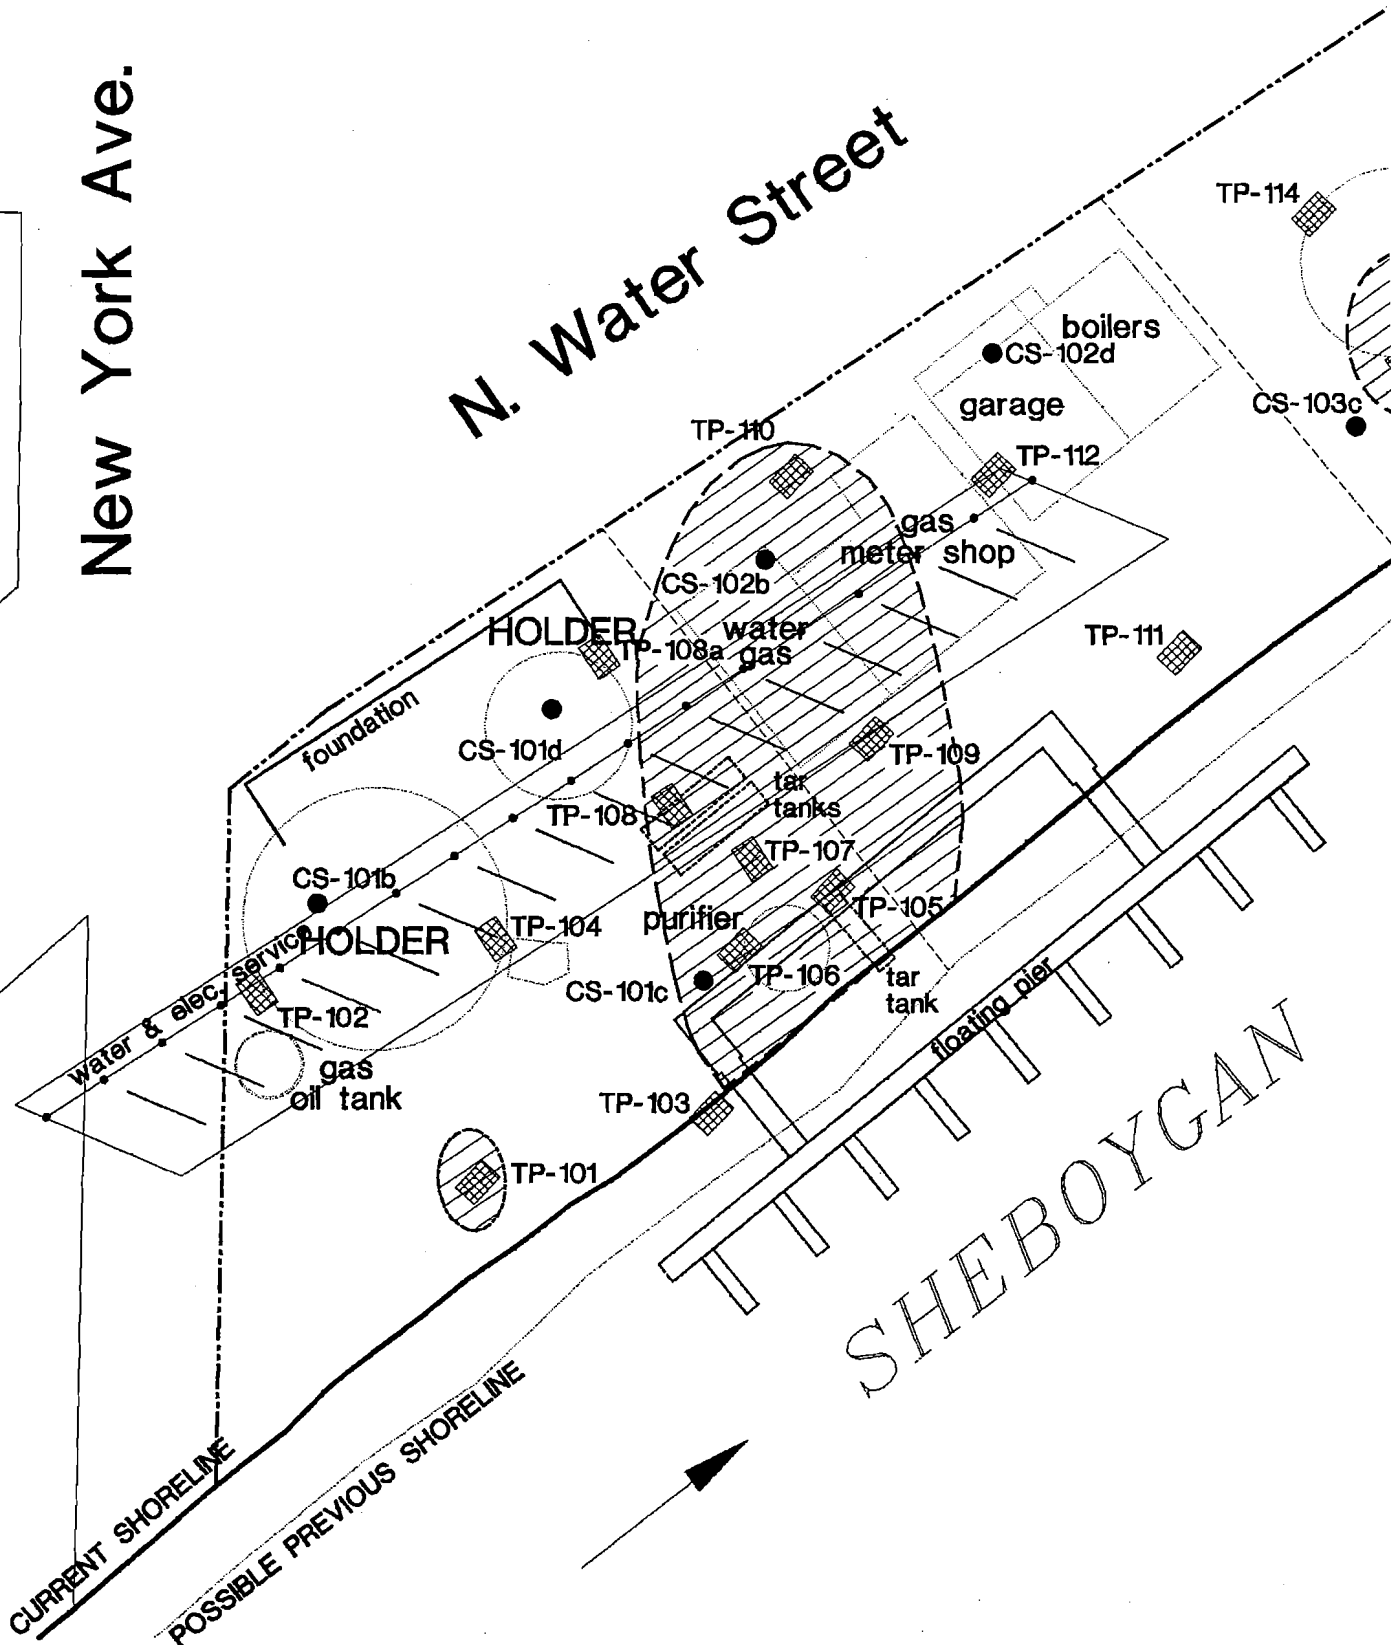 New York Ave.
N. Water Street
TP-114
boilers
CS-102d
garage
CS-103c
TP-110
TP-112
gas
meter shop
CS-102b
HOLDER
water
gas
TP-108a
TP-111
foundation
CS-101d
TP-109
tar
tanks
TP-108
TP-107
CS-101b
TP-105
purifier
TP-104
HOLDER
water & elec. service
TP-106
CS-101c
tar
tank
TP-102
floating pier
gas
oil tank
TP-103
TP-101
SHEBOYGAN
CURRENT SHORELINE
POSSIBLE PREVIOUS SHORELINE